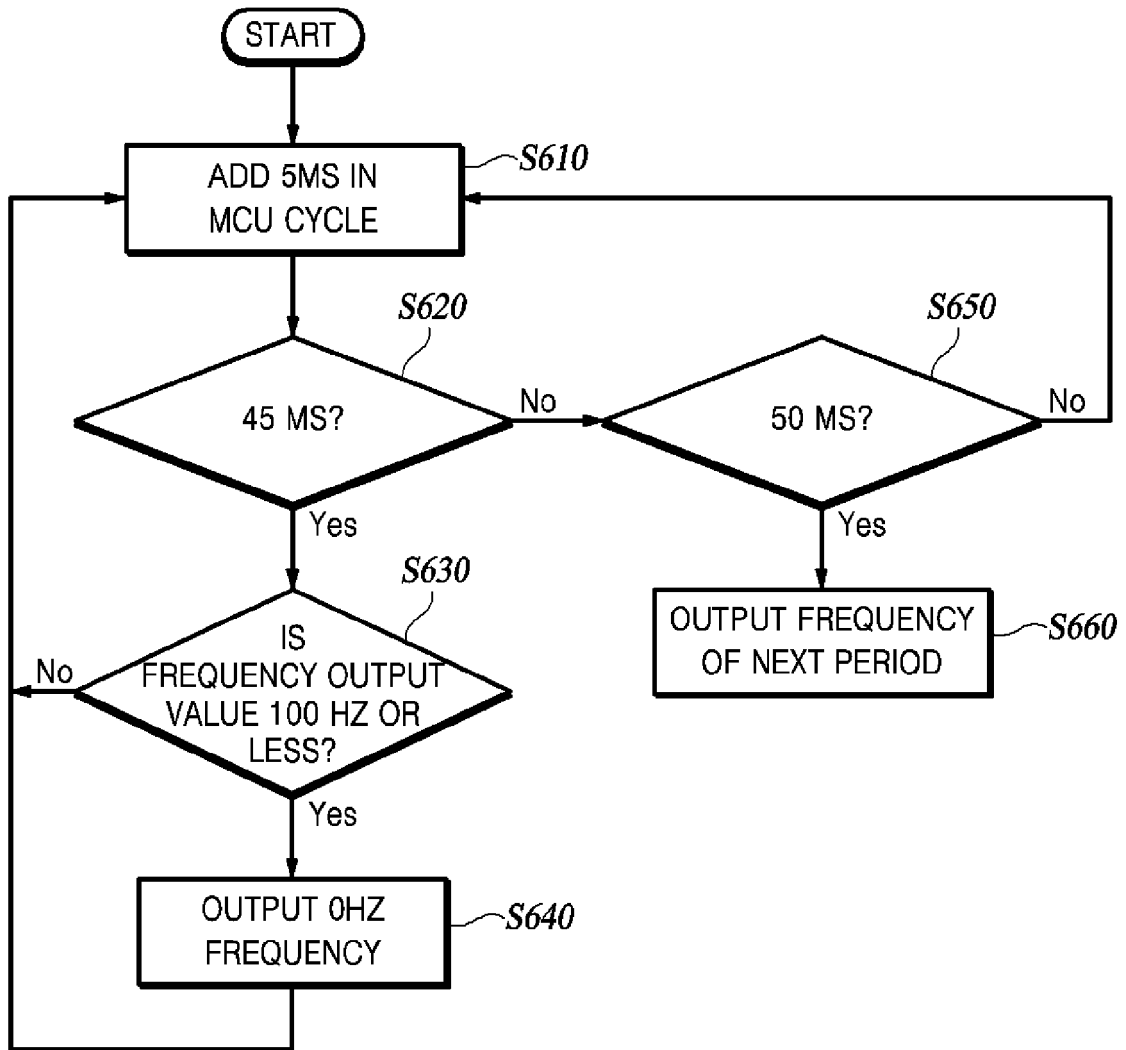 START
ADD 5MS IN
MCU CYCLE
S610
S620
45 MS?
No
Yes
S650
50 MS?
No
Yes
S630
IS
FREQUENCY OUTPUT
VALUE 100 HZ OR
LESS?
No
Yes
OUTPUT FREQUENCY
OF NEXT PERIOD
S660
OUTPUT 0HZ
FREQUENCY
S640